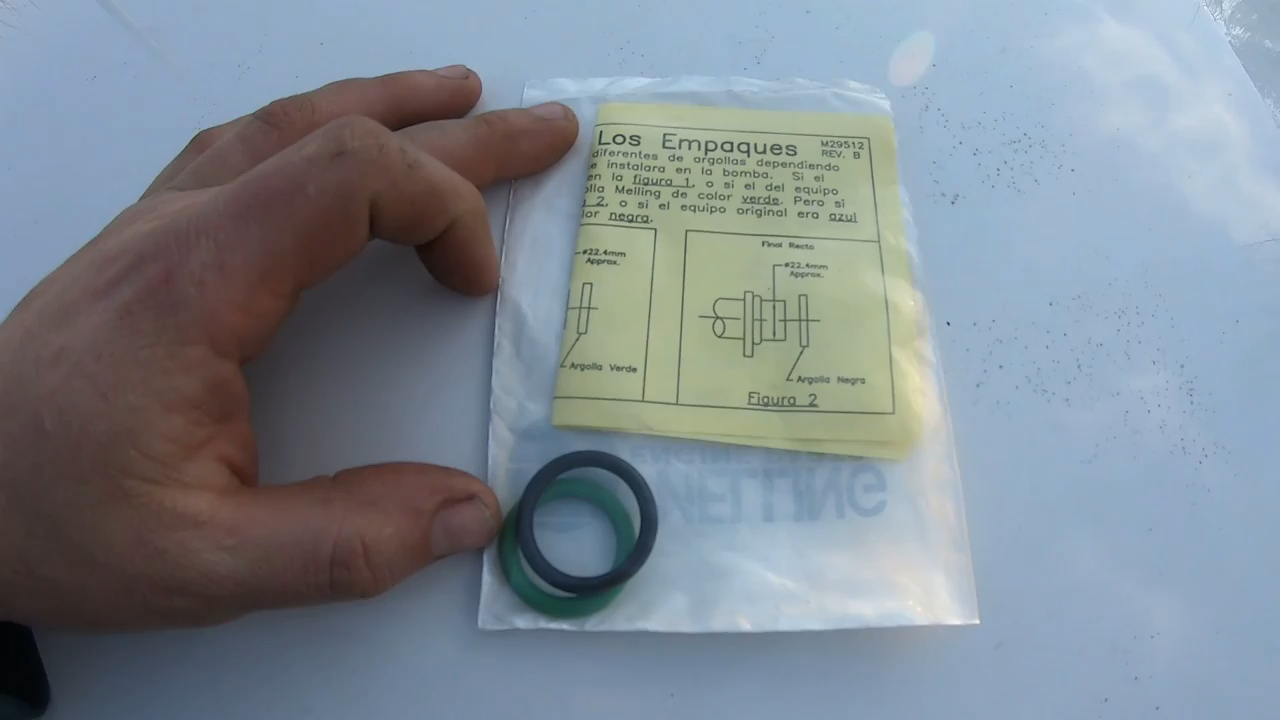 Los Empaques
M29512
REV. B
diferentes de argollas dependiendo
e instalara en la bomba. Si el
en la figura 1, o si el del equipo
olla Melling de color verde. Pero si
2, o si el equipo original era azul
lor negra.
ø22.4mm
Approx.
Argolla Verde
Final Recto
ø22.4mm
Approx.
Argolla Negra
Figura 2
MELLING